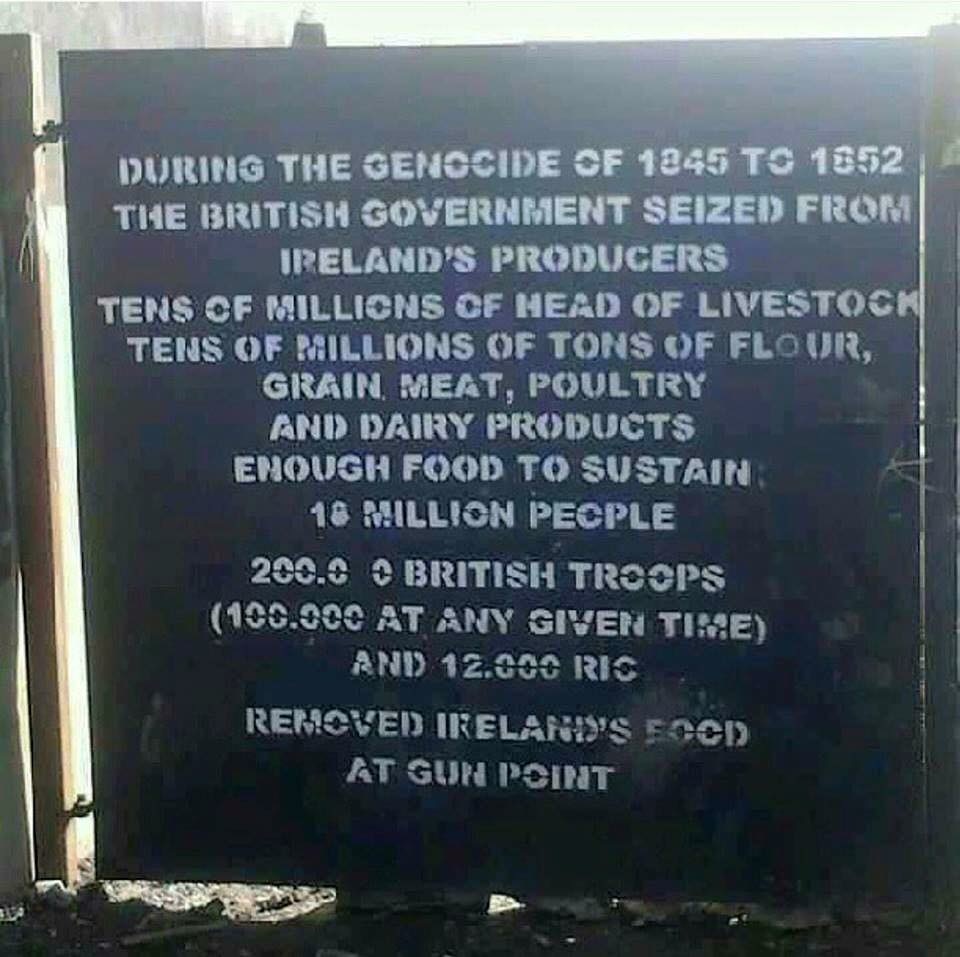 DURING THE GENOCIDE OF 1845 TO 1852
THE BRITISH GOVERNMENT SEIZED FROM
IRELAND'S PRODUCERS
TENS OF MILLIONS OF HEAD OF LIVESTOCK
TENS OF MILLIONS OF TONS OF FLOUR,
GRAIN, MEAT, POULTRY
AND DAIRY PRODUCTS
ENOUGH FOOD TO SUSTAIN
18 MILLION PEOPLE
200.0 0 BRITISH TROOPS
(100.000 AT ANY GIVEN TIME)
AND 12.000 RIC
REMOVED IRELAND'S FOOD
AT GUN POINT